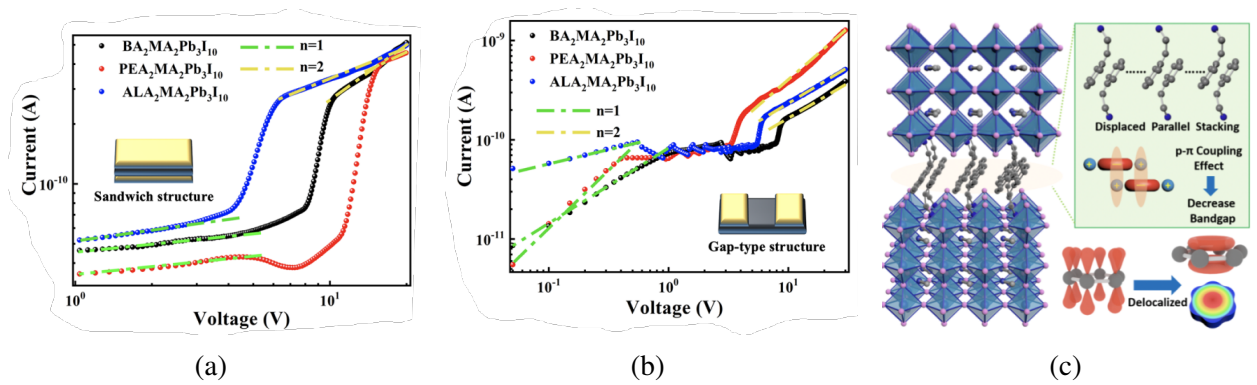 BA₂MA₂Pb₃I₁₀
PEA₂MA₂Pb₃I₁₀
ALA₂MA₂Pb₃I₁₀
n=1
n=2
Sandwich structure
Current (A)
10⁻¹⁰
10⁰
10¹
Voltage (V)
(a)
BA₂MA₂Pb₃I₁₀
PEA₂MA₂Pb₃I₁₀
ALA₂MA₂Pb₃I₁₀
n=1
n=2
Gap-type structure
Current (A)
10⁻⁹
10⁻¹⁰
10⁻¹¹
10⁻¹
10⁰
10¹
Voltage (V)
(b)
Displaced Parallel Stacking
p-π Coupling
Effect
Decrease
Bandgap
Delocalized
(c)